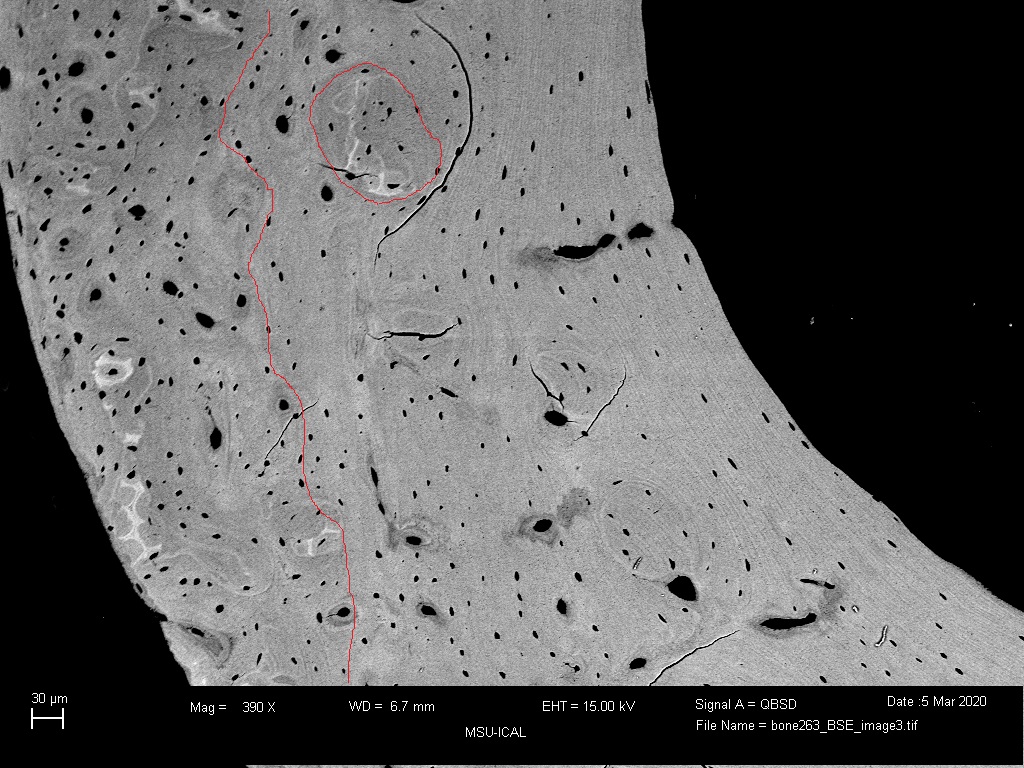 30 µm
Mag = 390 X
WD = 6.7 mm
EHT = 15.00 kV
Signal A = QBSD
Date :5 Mar 2020
File Name = bone263_BSE_image3.tif
MSU-ICAL